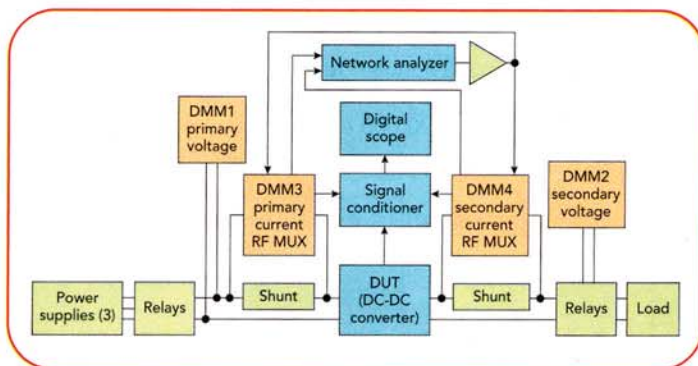 Network analyzer
DMM1
primary
voltage
Digital
scope
DMM3
primary
current
RF MUX
Signal
conditioner
DMM4
secondary
current
RF MUX
DMM2
secondary
voltage
Power
supplies (3)
Relays
Shunt
DUT
(DC-DC
converter)
Shunt
Relays
Load